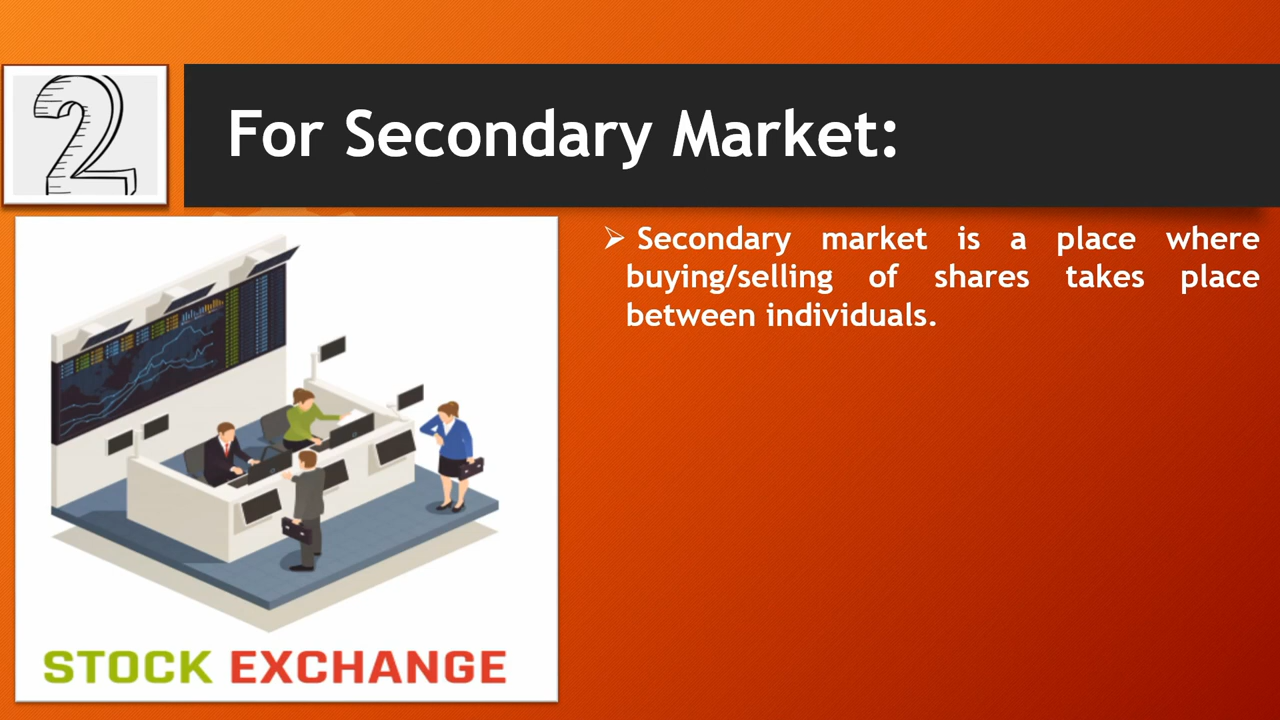 2
For Secondary Market:
➢ Secondary market is a place where
buying/selling of shares takes place
between individuals.
STOCK EXCHANGE